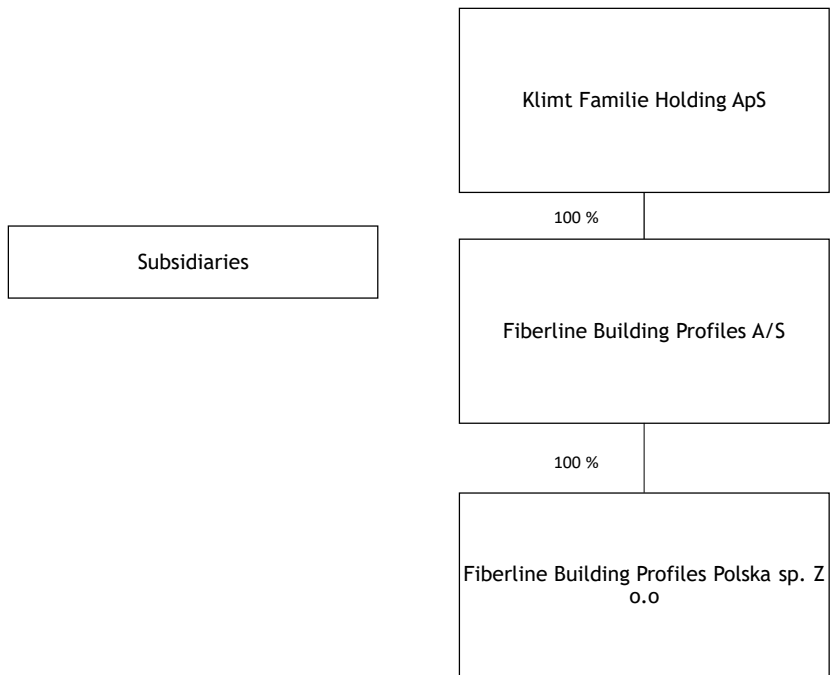 Klimt Familie Holding ApS
100 %
Subsidiaries
Fiberline Building Profiles A/S
100 %
Fiberline Building Profiles Polska sp. Z
o.o